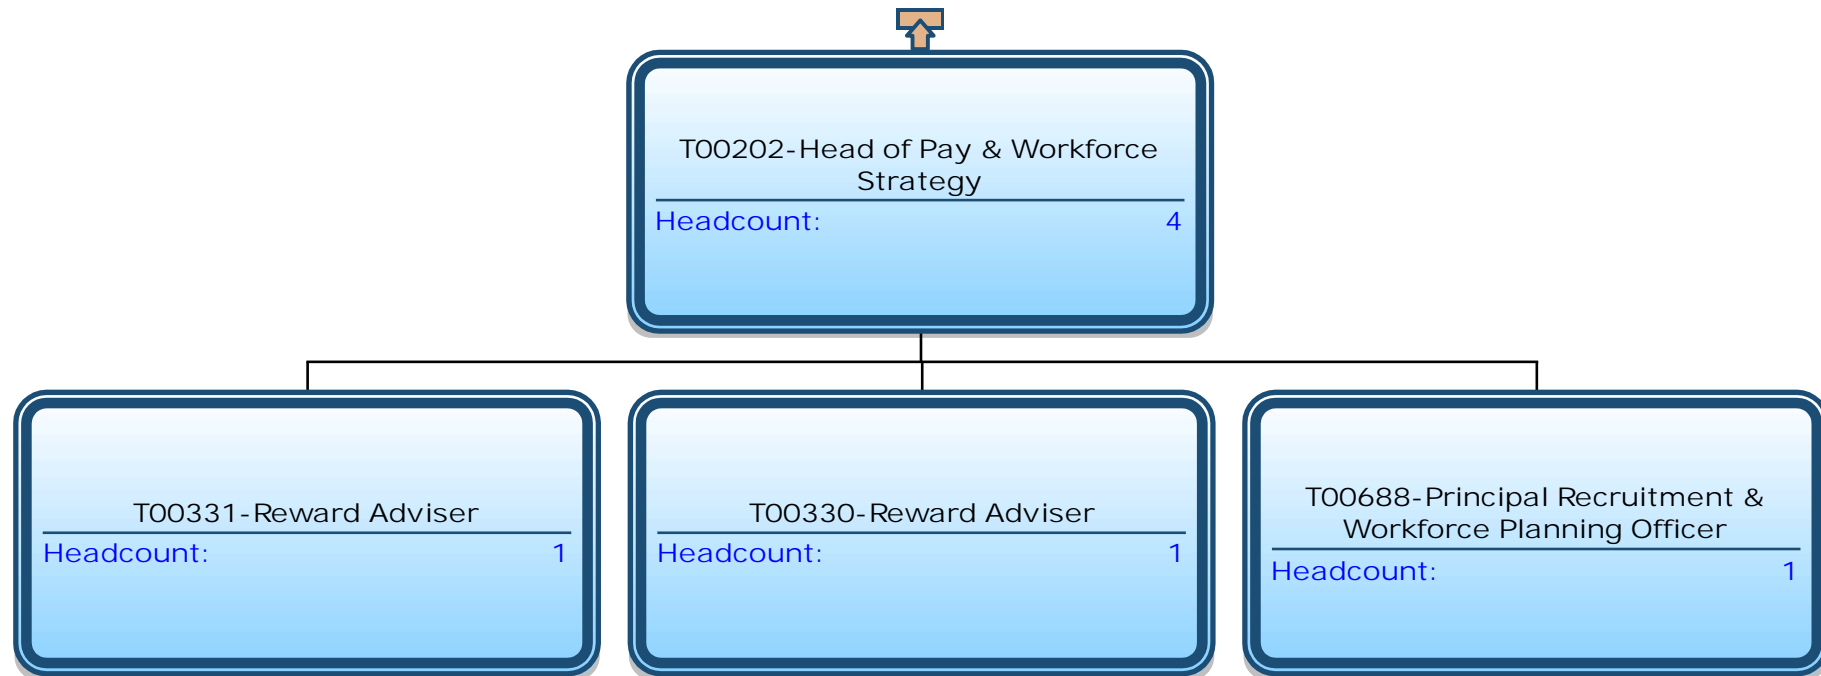 T00202-Head of Pay & Workforce
Strategy
Headcount: 4
T00331-Reward Adviser
Headcount: 1
T00330-Reward Adviser
Headcount: 1
T00688-Principal Recruitment &
Workforce Planning Officer
Headcount: 1